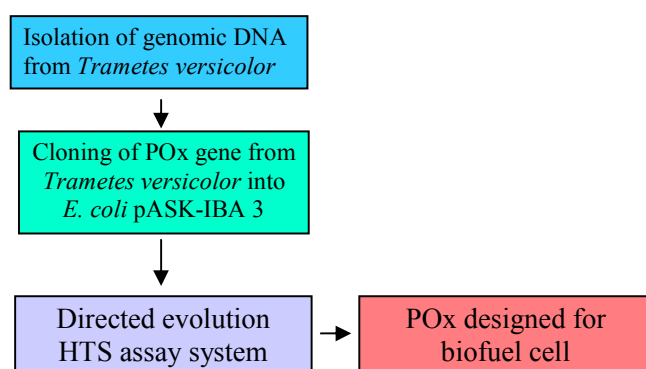 Isolation of genomic DNA
from Trametes versicolor
Cloning of POx gene from
Trametes versicolor into
E. coli pASK-IBA 3
Directed evolution
HTS assay system
POx designed for
biofuel cell